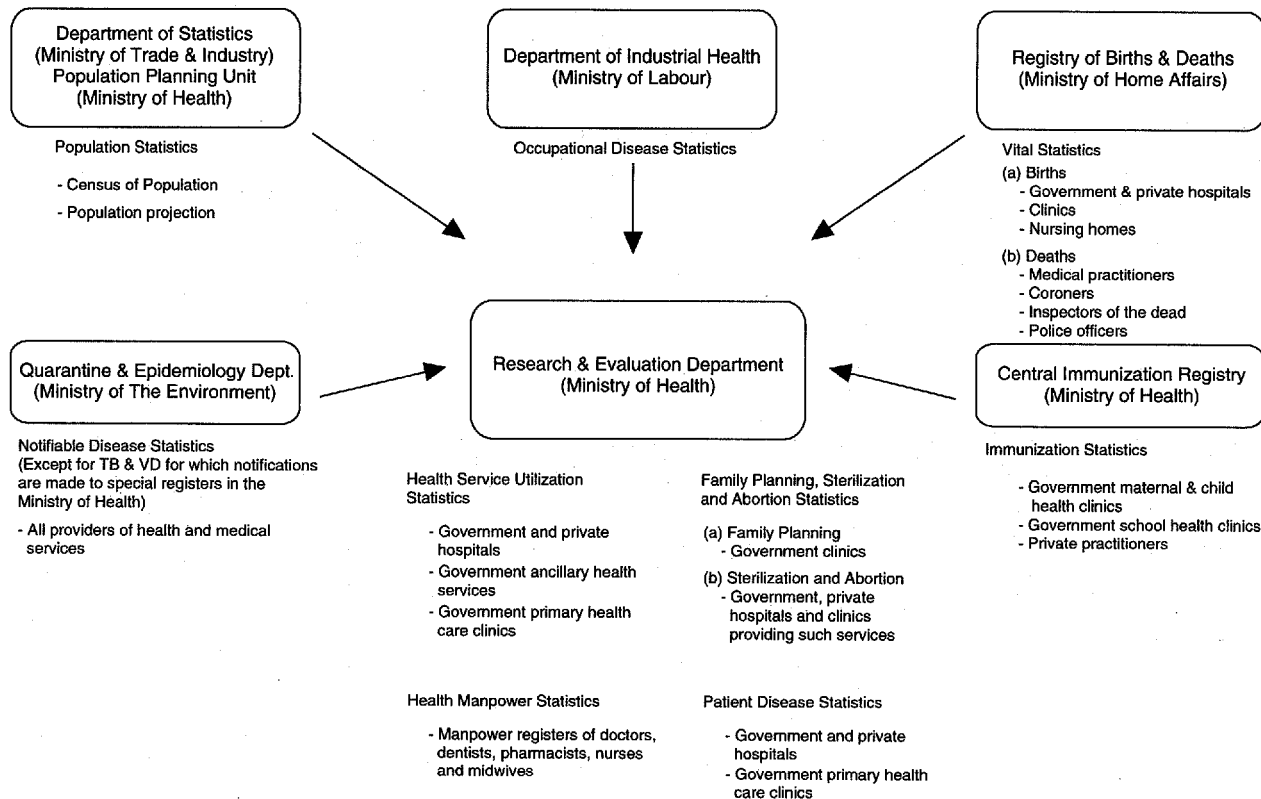 Department of Statistics
(Ministry of Trade & Industry)
Population Planning Unit
(Ministry of Health)
Population Statistics
- Census of Population
- Population projection
Department of Industrial Health
(Ministry of Labour)
Occupational Disease Statistics
Registry of Births & Deaths
(Ministry of Home Affairs)
Vital Statistics
(a) Births
- Government & private hospitals
- Clinics
- Nursing homes
(b) Deaths
- Medical practitioners
- Coroners
- Inspectors of the dead
- Police officers
Quarantine & Epidemiology Dept.
(Ministry of The Environment)
Notifiable Disease Statistics
(Except for TB & VD for which notifications
are made to special registers in the
Ministry of Health)
- All providers of health and medical
services
Research & Evaluation Department
(Ministry of Health)
Central Immunization Registry
(Ministry of Health)
Immunization Statistics
- Government maternal & child
health clinics
- Government school health clinics
- Private practitioners
Health Service Utilization
Statistics
- Government and private
hospitals
- Government ancillary health
services
- Government primary health
care clinics
Family Planning, Sterilization
and Abortion Statistics
(a) Family Planning
- Government clinics
(b) Sterilization and Abortion
- Government, private
hospitals and clinics
providing such services
Health Manpower Statistics
- Manpower registers of doctors,
dentists, pharmacists, nurses
and midwives
Patient Disease Statistics
- Government and private
hospitals
- Government primary health
care clinics